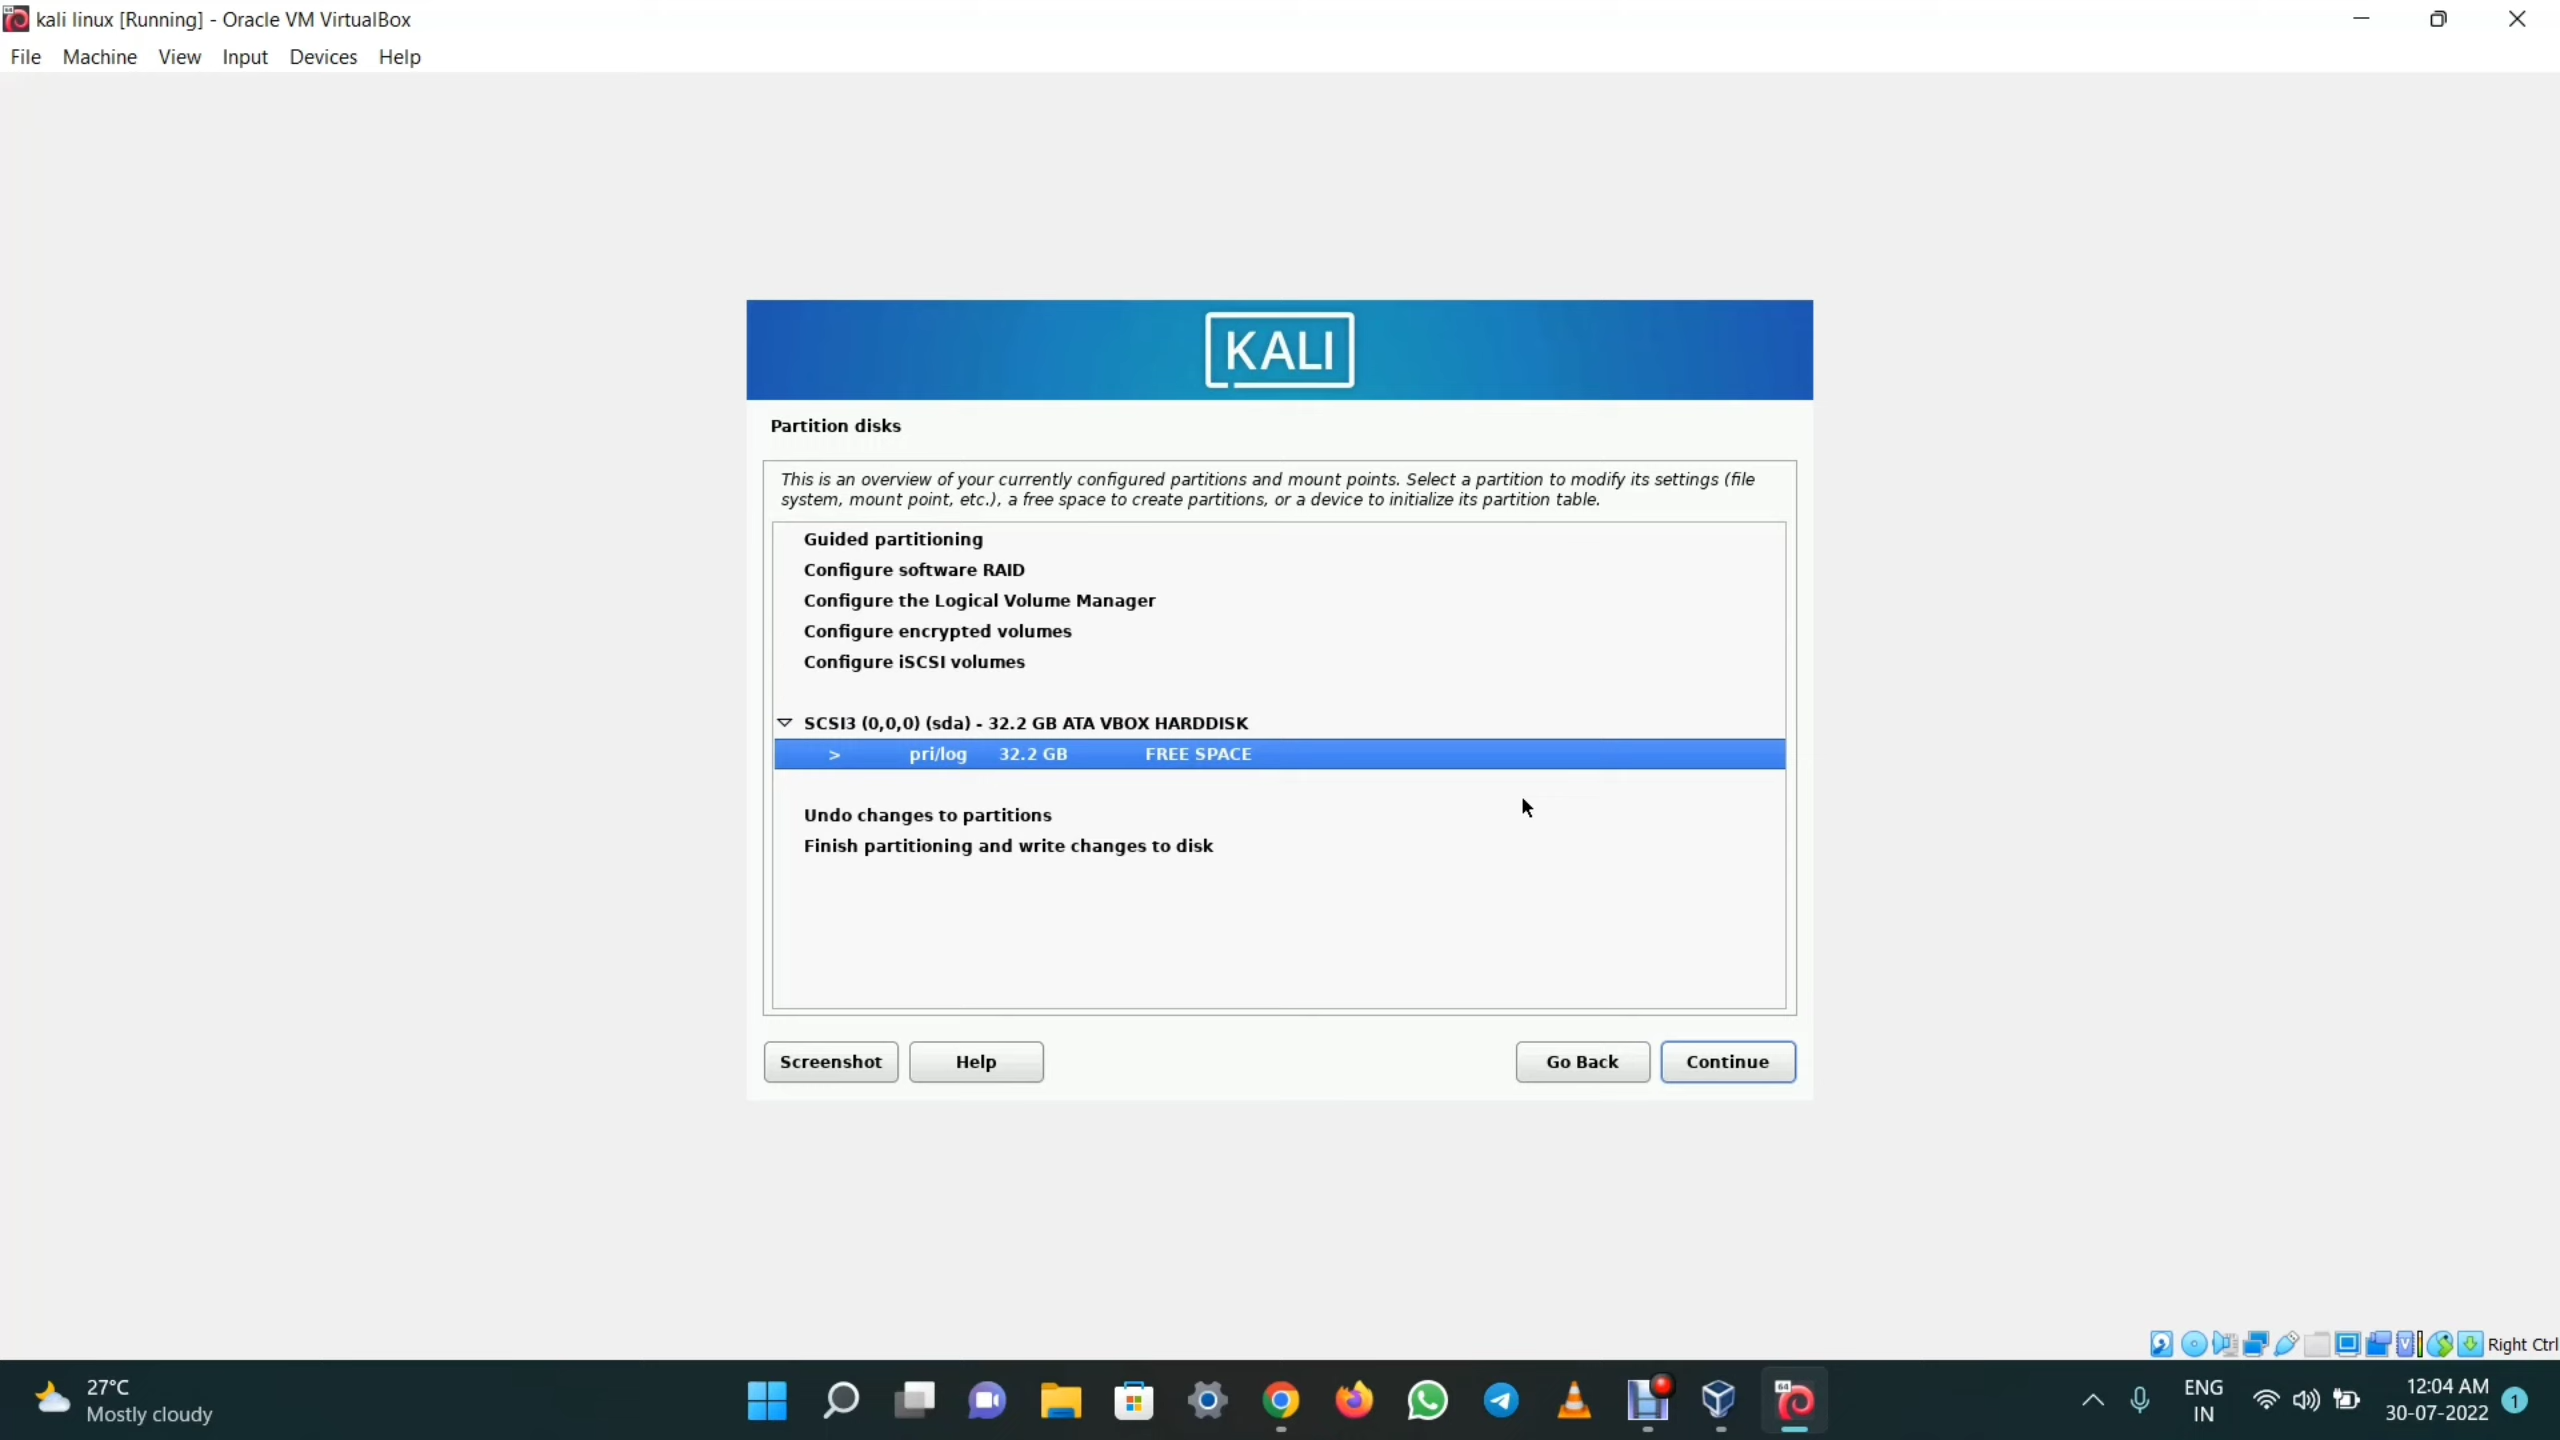 kali linux [Running] - Oracle VM VirtualBox
File Machine View Input Devices Help
KALI
Partition disks
This is an overview of your currently configured partitions and mount points. Select a partition to modify its settings (file
system, mount point, etc.), a free space to create partitions, or a device to initialize its partition table.
Guided partitioning
Configure software RAID
Configure the Logical Volume Manager
Configure encrypted volumes
Configure iSCSI volumes
SCSI3 (0,0,0) (sda) - 32.2 GB ATA VBOX HARDDISK
> pri/log 32.2 GB FREE SPACE
Undo changes to partitions
Finish partitioning and write changes to disk
Screenshot Help Go Back Continue
Right Ctrl
27°C
Mostly cloudy
64
ENG
IN
12:04 AM
30-07-2022
1